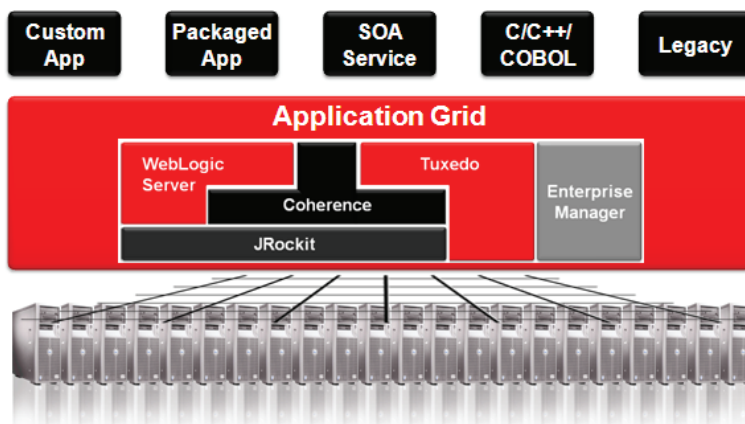 Custom
App
Packaged
App
SOA
Service
C/C++/
COBOL
Legacy
Application Grid
WebLogic
Server
Tuxedo
Coherence
Enterprise
Manager
JRockit